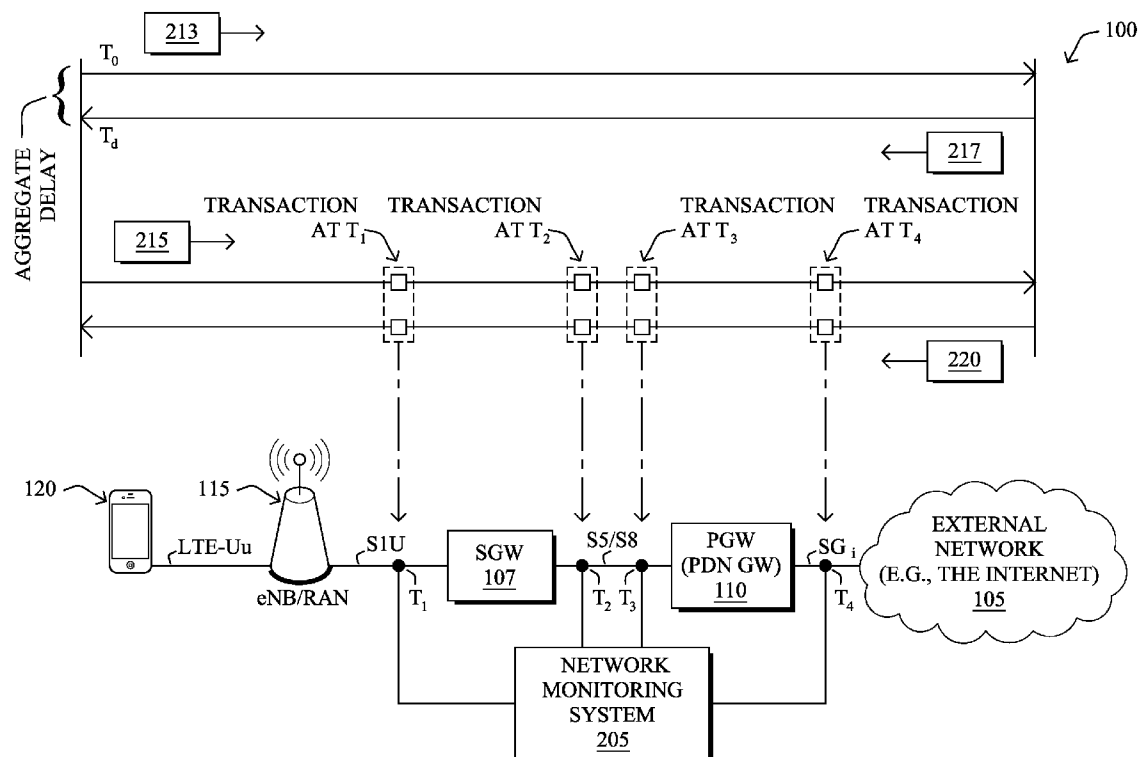 213
100
T0
Td
AGGREGATE
DELAY
217
TRANSACTION
AT T1
TRANSACTION
AT T2
TRANSACTION
AT T3
TRANSACTION
AT T4
215
220
120
115
LTE-Uu
eNB/RAN
S1U
T1
SGW
107
T2
S5/S8
T3
PGW
(PDN GW)
110
SG i
T4
EXTERNAL
NETWORK
(E.G., THE INTERNET)
105
NETWORK
MONITORING
SYSTEM
205